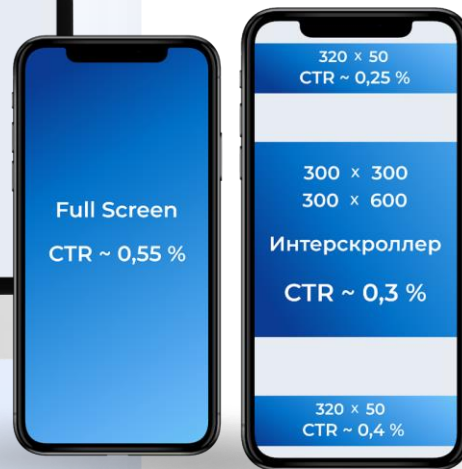 Full Screen
CTR ~ 0,55 %
320 × 50
CTR ~ 0,25 %
300 × 300
300 × 600
Интерскроллер
CTR ~ 0,3 %
320 × 50
CTR ~ 0,4 %